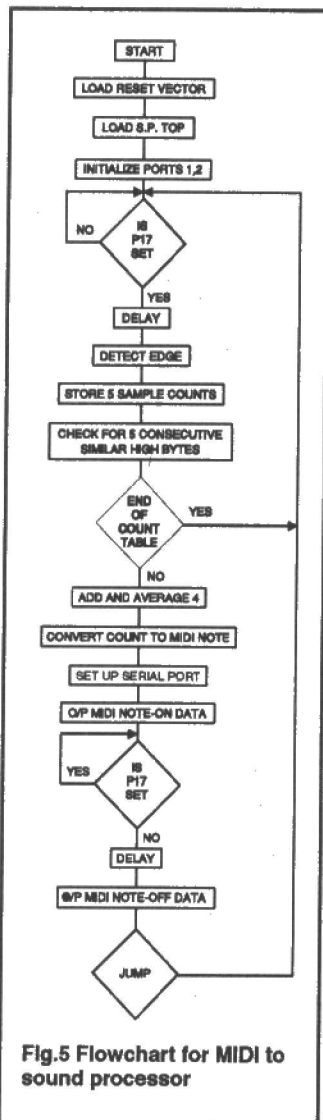 START
LOAD RESET VECTOR
LOAD S.P. TOP
INITIALIZE PORTS 1,2
IS
P17
SET
NO
YES
DELAY
DETECT EDGE
STORE 5 SAMPLE COUNTS
CHECK FOR 5 CONSECUTIVE
SIMILAR HIGH BYTES
END
OF
COUNT
TABLE
YES
NO
ADD AND AVERAGE 4
CONVERT COUNT TO MIDI NOTE
SET UP SERIAL PORT
O/P MIDI NOTE-ON DATA
IS
P17
SET
YES
NO
DELAY
O/P MIDI NOTE-OFF DATA
JUMP
Fig.5 Flowchart for MIDI to
sound processor